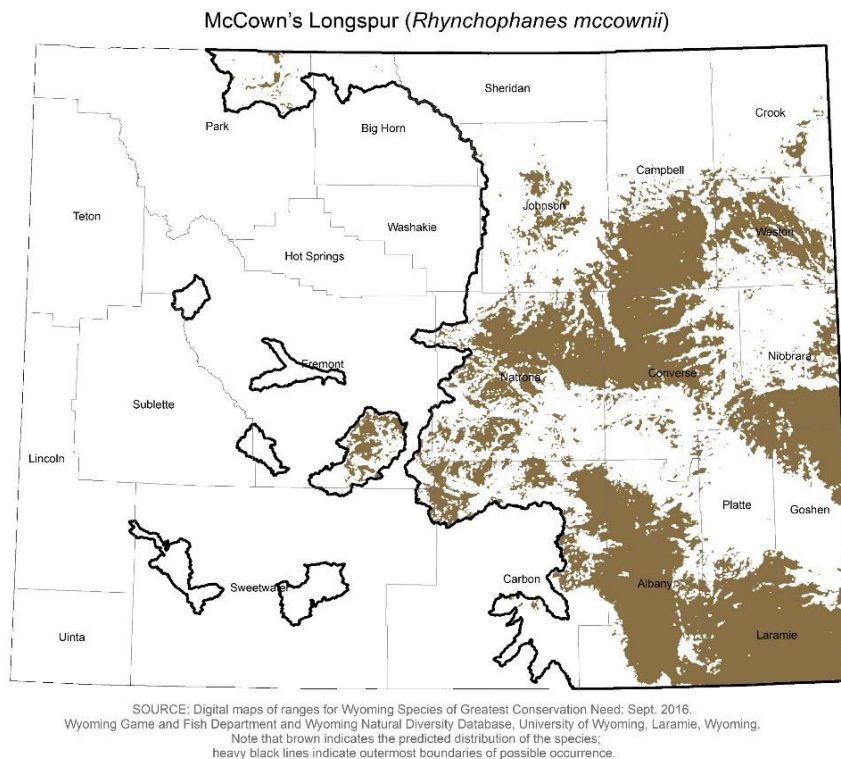 McCown's Longspur (Rhynchophanes mccownii)
Sheridan
Crook
Park
Big Horn
Campbell
Johnson
Teton
Washakie
Weston
Hot Springs
Niobrara
Fremont
Natrona
Converse
Sublette
Lincoln
Platte
Goshen
Sweetwater
Carbon
Albany
Uinta
Laramie
SOURCE: Digital maps of ranges for Wyoming Species of Greatest Conservation Need: Sept. 2016.
Wyoming Game and Fish Department and Wyoming Natural Diversity Database, University of Wyoming, Laramie, Wyoming.
Note that brown indicates the predicted distribution of the species;
heavy black lines indicate outermost boundaries of possible occurrence.